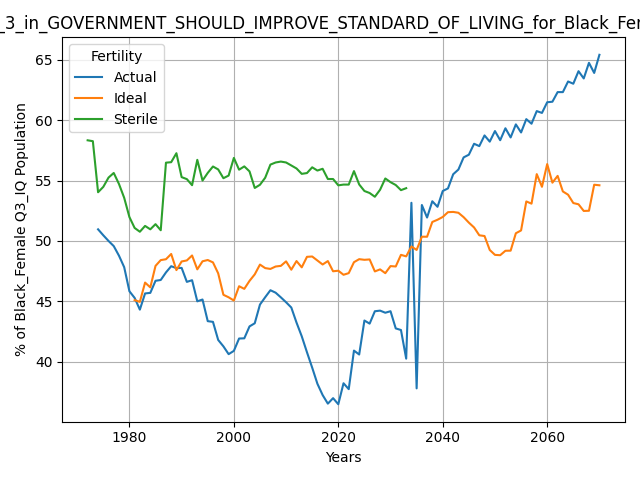 _3_in_GOVERNMENT_SHOULD_IMPROVE_STANDARD_OF_LIVING_for_Black_Fem
Fertility
Actual
Ideal
Sterile
% of Black_Female Q3_IQ Population
65
60
55
50
45
40
1980
2000
2020
2040
2060
Years